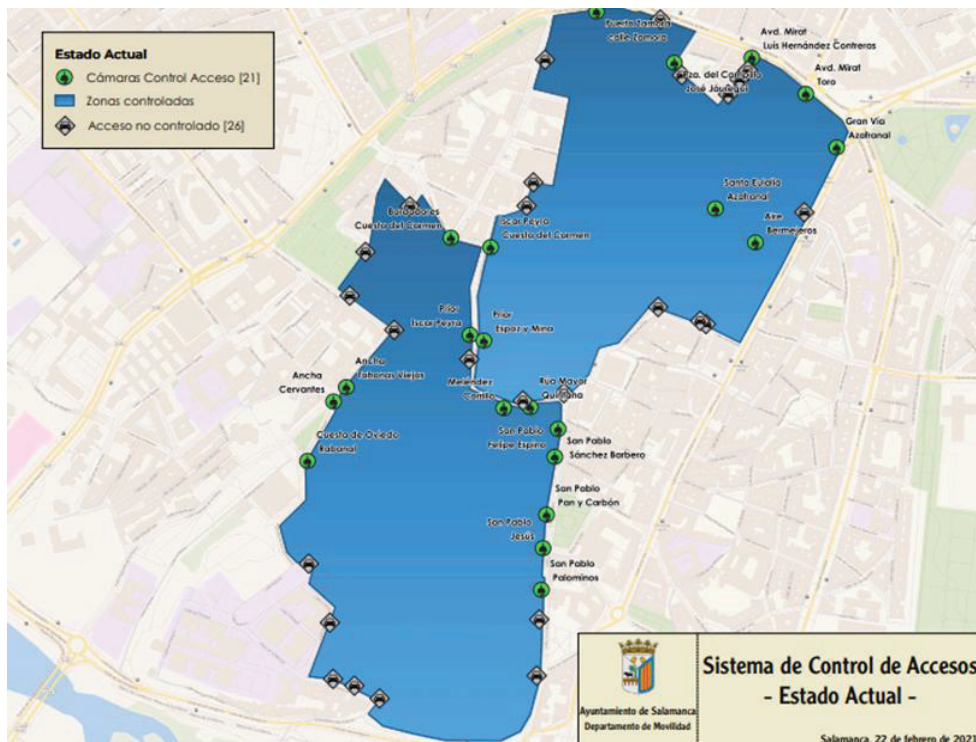 Estado Actual
Cámaras Control Acceso [21]
Zonas controladas
Acceso no controlado [26]
Puerta Zamora
calle Zamora
Avd. Mirat
Luis Hernández Contreras
Pza. del
José Jáuregui
Avd. Mirat
Toro
Gran Vía
Azafranal
Santa Eulalia
Azafranal
Aire
Bermejeros
Bordadores
Cuesta del Carmen
Iscar Peyra
Cuesta del Carmen
Prior
Iscar Peyra
Prior
Espoz y Mina
Ancha
Tahonas Viejas
Ancha
Cervantes
Meléndez
Corrillo
Rúa Mayor
Quintana
Cuesta de Oviedo
Rabanal
San Pablo
Felipe Espino
San Pablo
Sánchez Barbero
San Pablo
Pan y Carbón
San Pablo
Jesús
San Pablo
Palominos
Ayuntamiento de Salamanca
Departamento de Movilidad
Sistema de Control de Accesos
- Estado Actual -
Salamanca, 22 de febrero de 2021